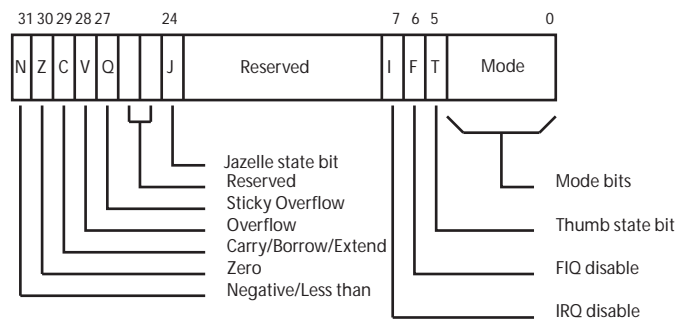 31 30 29 28 27 24 7 6 5 0
N Z C V Q J Reserved I F T Mode
Jazelle state bit
Reserved
Mode bits
Sticky Overflow
Overflow
Thumb state bit
Carry/Borrow/Extend
Zero
FIQ disable
Negative/Less than
IRQ disable